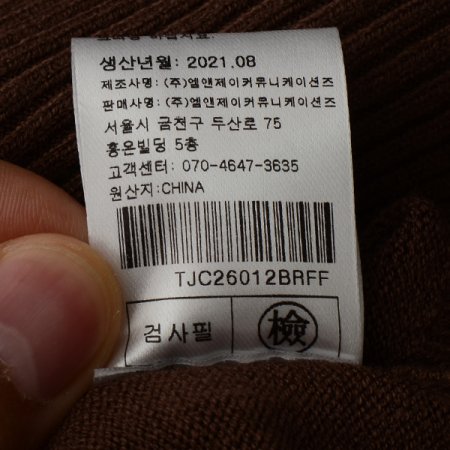 생산년월: 2021.08
제조사명: (주)엘앤제이커뮤니케이션즈
판매사명: (주)엘앤제이커뮤니케이션즈
서울시 금천구 두산로 75
홍은빌딩 5층
고객센터: 070-4647-3635
원산지:CHINA
TJC26012BRFF
검사필 檢